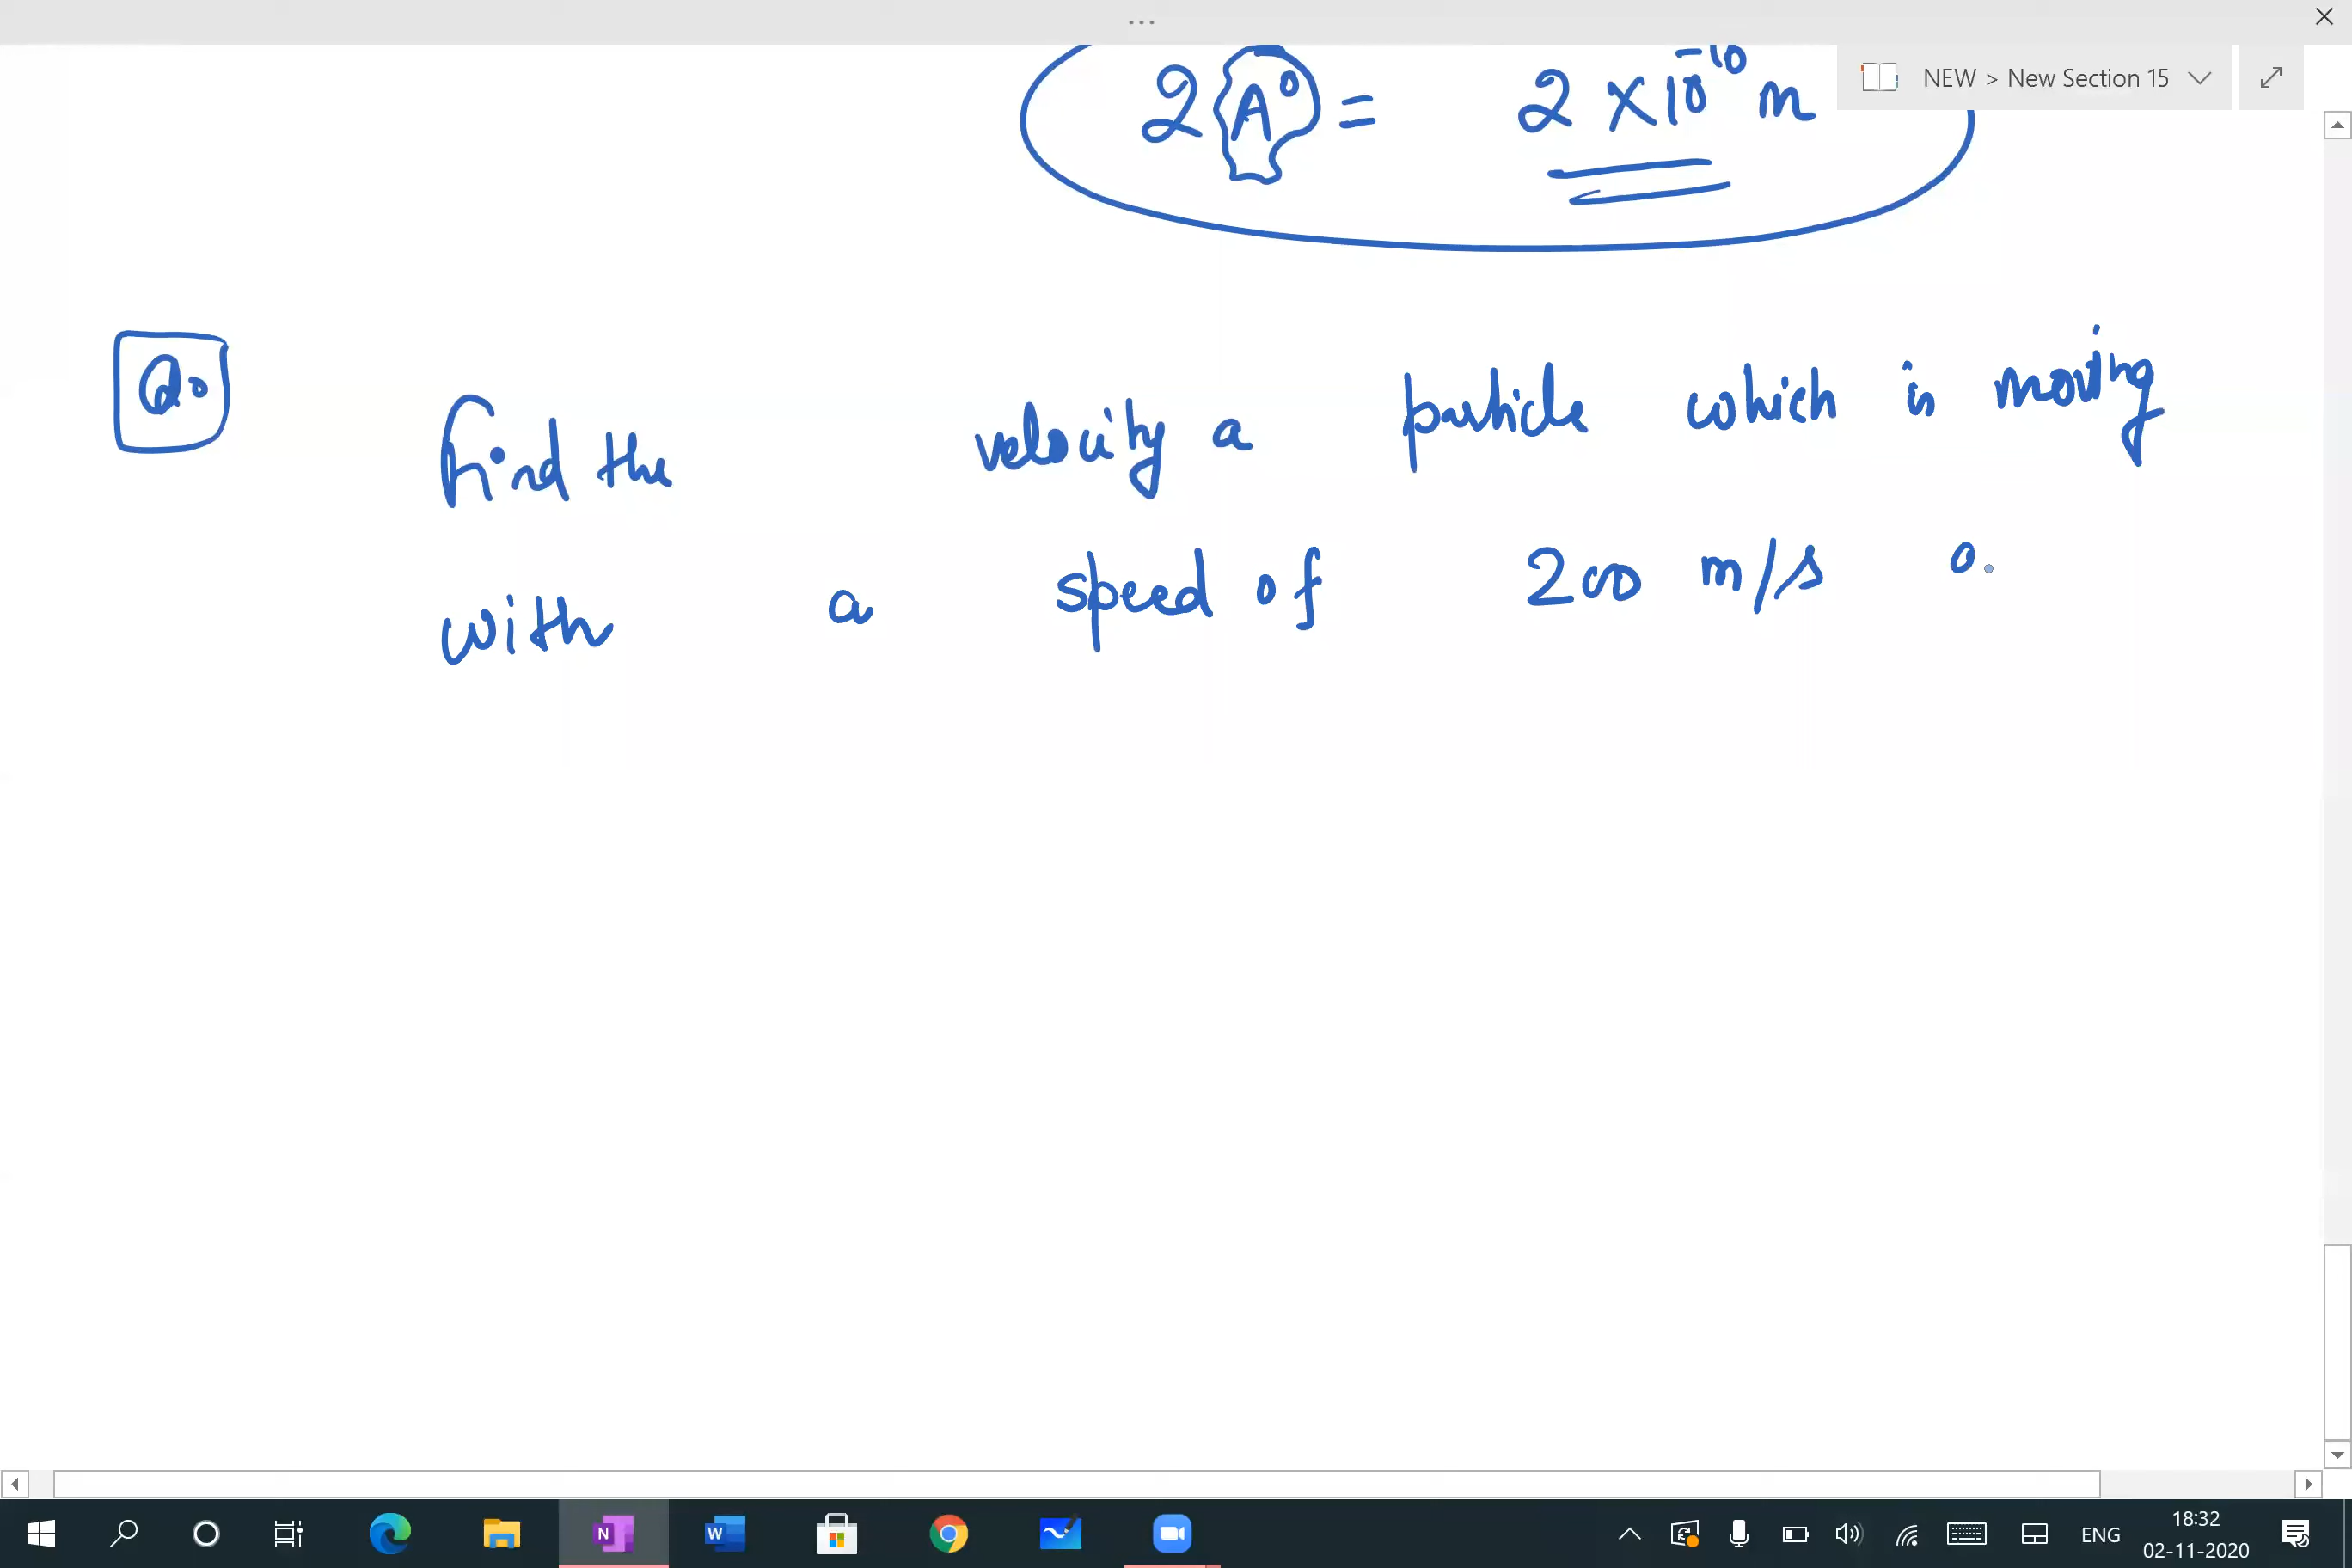 ...
2{A°} = 2 × 10⁻¹⁰ m
NEW > New Section 15
Q.
Find the velocity a particle which is moving
with a speed of 200 m/s o.
ENG
18:32
02-11-2020